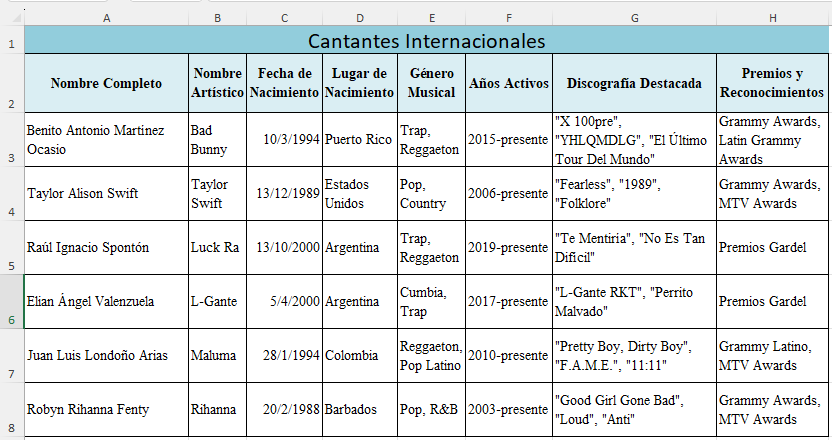 A B C D E F G H
1 Cantantes Internacionales
2 Nombre Completo | Nombre Artístico | Fecha de Nacimiento | Lugar de Nacimiento | Género Musical | Años Activos | Discografía Destacada | Premios y Reconocimientos
3 Benito Antonio Martinez Ocasio | Bad Bunny | 10/3/1994 | Puerto Rico | Trap, Reggaeton | 2015-presente | "X 100pre", "YHLQMDLG", "El Último Tour Del Mundo" | Grammy Awards, Latin Grammy Awards
4 Taylor Alison Swift | Taylor Swift | 13/12/1989 | Estados Unidos | Pop, Country | 2006-presente | "Fearless", "1989", "Folklore" | Grammy Awards, MTV Awards
5 Raúl Ignacio Spontón | Luck Ra | 13/10/2000 | Argentina | Trap, Reggaeton | 2019-presente | "Te Mentiria", "No Es Tan Dificil" | Premios Gardel
6 Elian Ángel Valenzuela | L-Gante | 5/4/2000 | Argentina | Cumbia, Trap | 2017-presente | "L-Gante RKT", "Perrito Malvado" | Premios Gardel
7 Juan Luis Londoño Arias | Maluma | 28/1/1994 | Colombia | Reggaeton, Pop Latino | 2010-presente | "Pretty Boy, Dirty Boy", "F.A.M.E.", "11:11" | Grammy Latino, MTV Awards
8 Robyn Rihanna Fenty | Rihanna | 20/2/1988 | Barbados | Pop, R&B | 2003-presente | "Good Girl Gone Bad", "Loud", "Anti" | Grammy Awards, MTV Awards